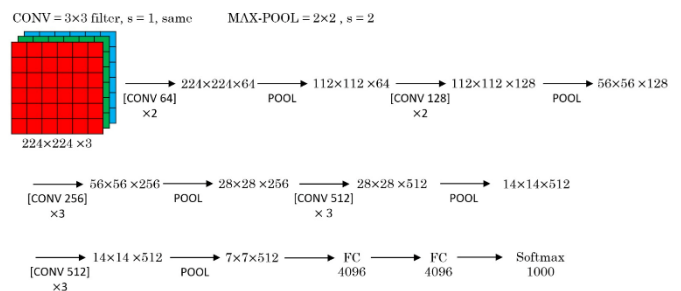 CONV = 3×3 filter, s = 1, same    MAX-POOL = 2×2 , s = 2
224×224×64    112×112 ×64    112×112 ×128    56×56 ×128
[CONV 64]    POOL    [CONV 128]    POOL
×2    ×2
224×224 ×3
56×56 ×256    28×28 ×256    28×28 ×512    14×14×512
[CONV 256]    POOL    [CONV 512]    POOL
×3    × 3
14×14 ×512    7×7×512    FC    FC    Softmax
4096    4096    1000
[CONV 512]    POOL
×3